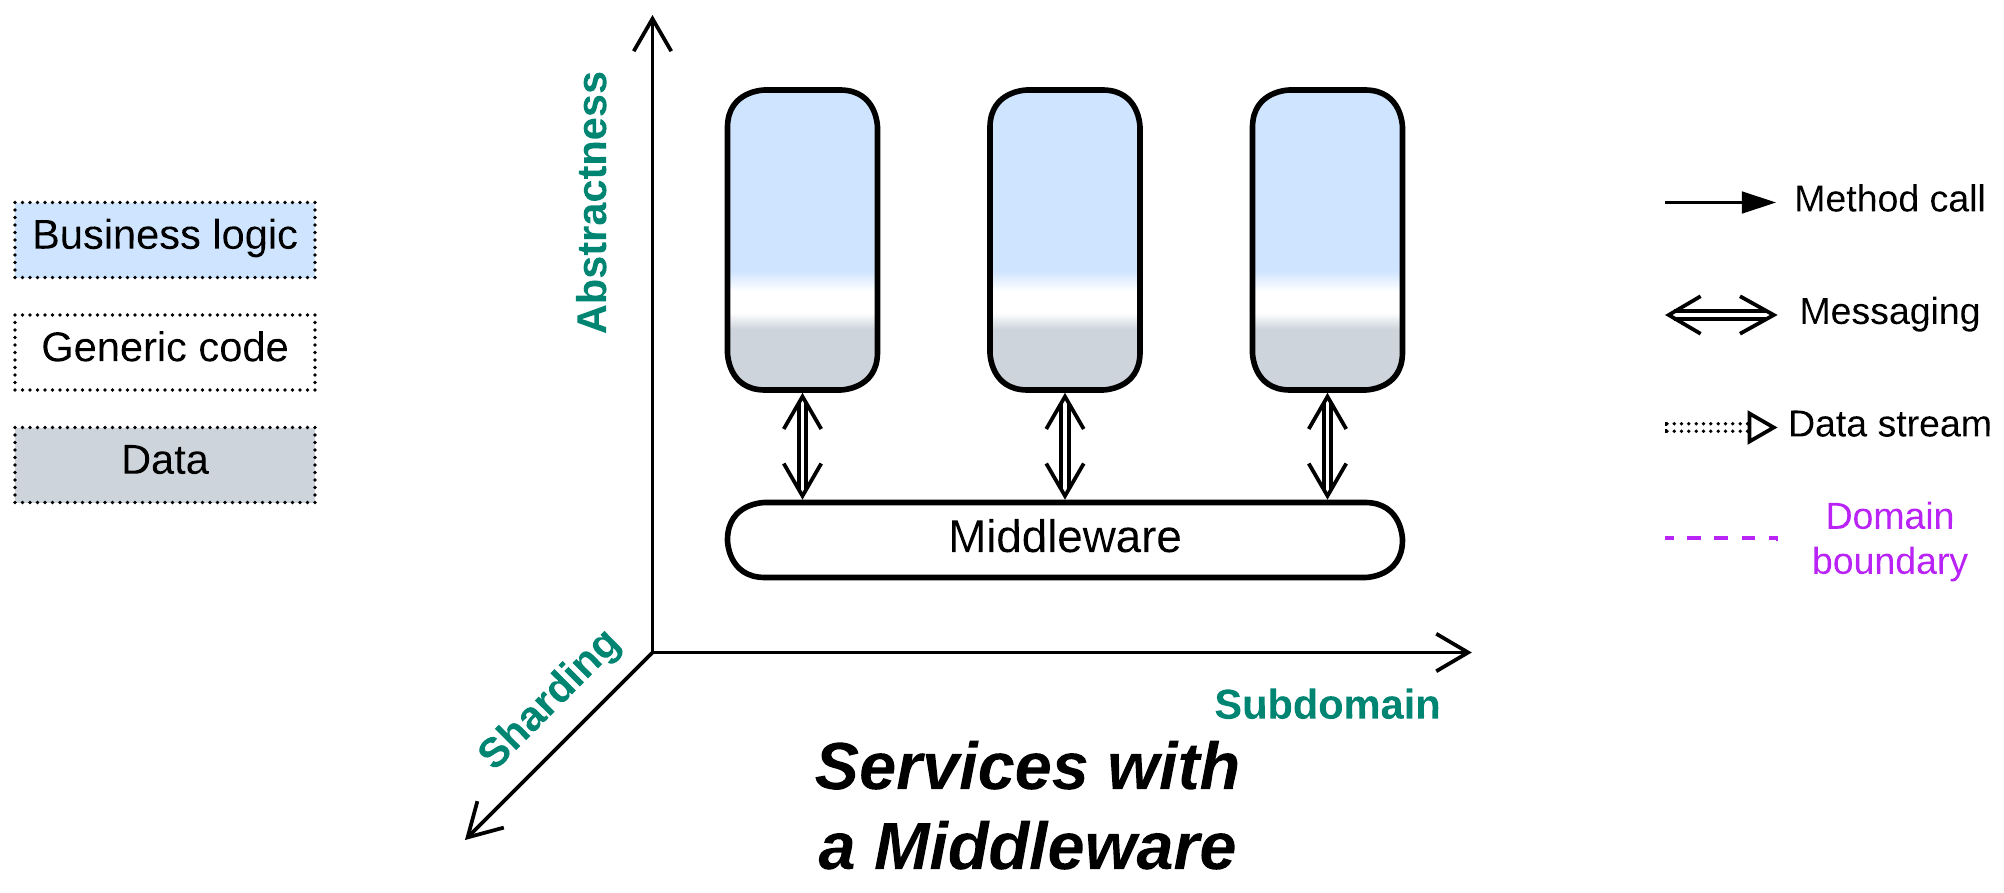 Business logic
Generic code
Data
Abstractness
Middleware
Sharding
Subdomain
Services with
a Middleware
Method call
Messaging
Data stream
Domain
boundary